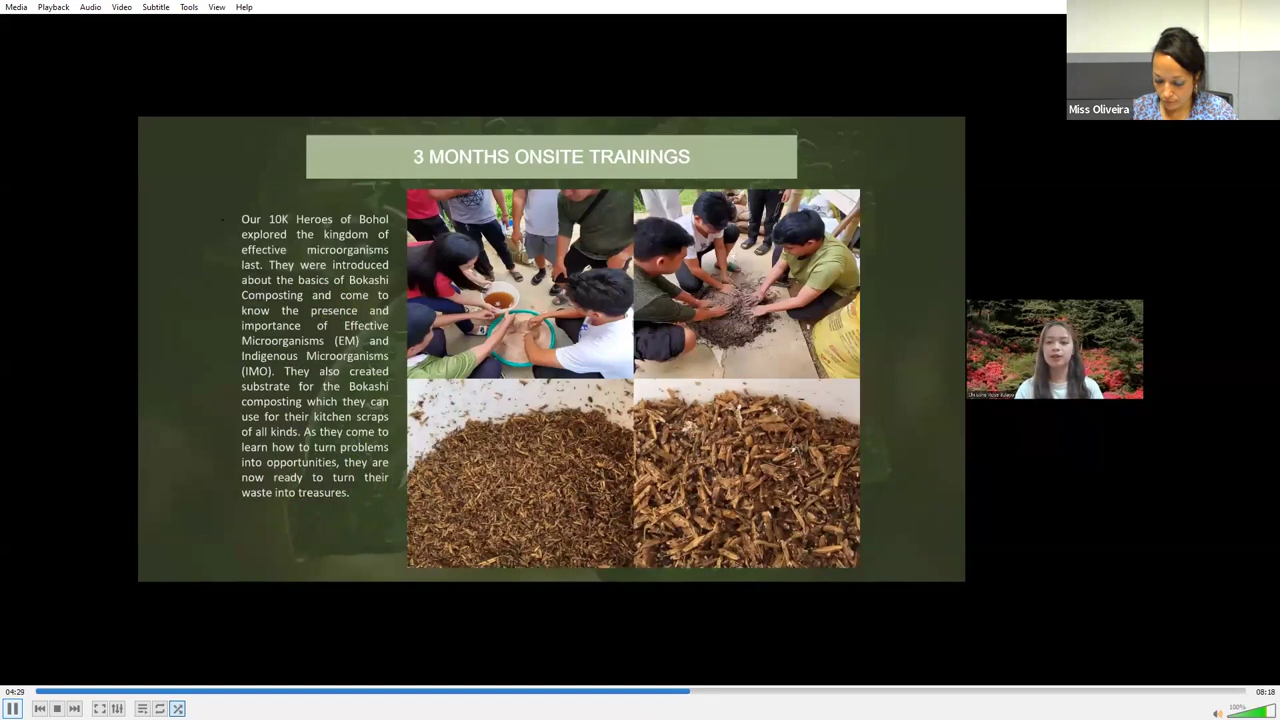 Media Playback Audio Video Subtitle Tools View Help
Miss Oliveira
3 MONTHS ONSITE TRAININGS
Our 10K Heroes of Bohol
explored the kingdom of
effective microorganisms
last. They were introduced
about the basics of Bokashi
Composting and come to
know the presence and
importance of Effective
Microorganisms (EM) and
Indigenous Microorganisms
(IMO). They also created
substrate for the Bokashi
composting which they can
use for their kitchen scraps
of all kinds. As they come to
learn how to turn problems
into opportunities, they are
now ready to turn their
waste into treasures.
04:29
08:18
100%